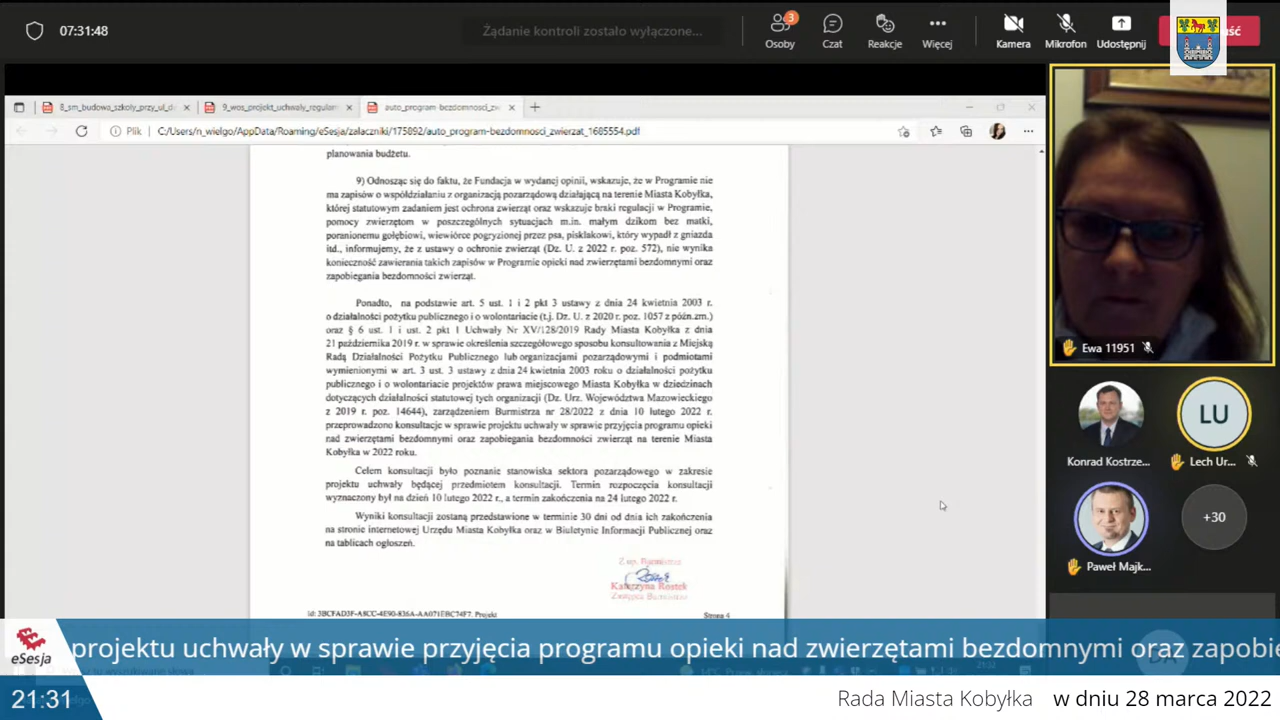 07:31:48
Żądanie kontroli zostało wyłączone...
3
Osoby
Czat
Reakcje
Więcej
Kamera
Mikrofon
Udostępnij
ść
8_sm_budowa_szkoly_przy_ul_d
9_wos_projekt_uchwaly_regulam
auto_program-bezdomnosci_zw
Plik
C:/Users/n_wielgo/AppData/Roaming/eSesja/zalaczniki/175892/auto_program-bezdomnosci_zwierzat_1685554.pdf
planowania budżetu.
9) Odnosząc się do faktu, że Fundacja w wydanej opinii, wskazuje, że w Programie nie
ma zapisów o współdziałaniu z organizacją pozarządową działającą na terenie Miasta Kobyłka,
której statutowym zadaniem jest ochrona zwierząt oraz wskazuje braki regulacji w Programie,
pomocy zwierzętom w poszczególnych sytuacjach m.in. małym dzikom bez matki,
poranionemu gołębiowi, wiewiórce pogryzionej przez psa, pisklakowi, który wypadł z gniazda
itd., informujemy, że z ustawy o ochronie zwierząt (Dz. U. z 2022 r. poz. 572), nie wynika
konieczność zawierania takich zapisów w Programie opieki nad zwierzętami bezdomnymi oraz
zapobiegania bezdomności zwierząt.
Ponadto, na podstawie art. 5 ust. 1 i 2 pkt 3 ustawy z dnia 24 kwietnia 2003 r.
o działalności pożytku publicznego i o wolontariacie (t.j. Dz. U. z 2020 r. poz. 1057 z późn.zm.)
oraz § 6 ust. 1 i ust. 2 pkt 1 Uchwały Nr XV/128/2019 Rady Miasta Kobyłka z dnia
21 października 2019 r. w sprawie określenia szczegółowego sposobu konsultowania z Miejską
Radą Działalności Pożytku Publicznego lub organizacjami pozarządowymi i podmiotami
wymienionymi w art. 3 ust. 3 ustawy z dnia 24 kwietnia 2003 roku o działalności pożytku
publicznego i o wolontariacie projektów prawa miejscowego Miasta Kobyłka w dziedzinach
dotyczących działalności statutowej tych organizacji (Dz. Urz. Województwa Mazowieckiego
z 2019 r. poz. 14644), zarządzeniem Burmistrza nr 28/2022 z dnia 10 lutego 2022 r.
przeprowadzono konsultacje w sprawie projektu uchwały w sprawie przyjęcia programu opieki
nad zwierzętami bezdomnymi oraz zapobiegania bezdomności zwierząt na terenie Miasta
Kobyłka w 2022 roku.
Celem konsultacji było poznanie stanowiska sektora pozarządowego w zakresie
projektu uchwały będącej przedmiotem konsultacji. Termin rozpoczęcia konsultacji
wyznaczony był na dzień 10 lutego 2022 r., a termin zakończenia na 24 lutego 2022 r.
Wyniki konsultacji zostaną przedstawione w terminie 30 dni od dnia ich zakończenia
na stronie internetowej Urzędu Miasta Kobyłka oraz w Biuletynie Informacji Publicznej oraz
na tablicach ogłoszeń.
Z up. Burmistrza
Katarzyna Rostek
Zastępca Burmistrza
Strona 4
Ewa 11951
Konrad Kostrze...
LU
Lech Ur...
Paweł Majk...
+30
eSesja
projektu uchwały w sprawie przyjęcia programu opieki nad zwierzętami bezdomnymi oraz zapobie
21:31
Rada Miasta Kobyłka w dniu 28 marca 2022